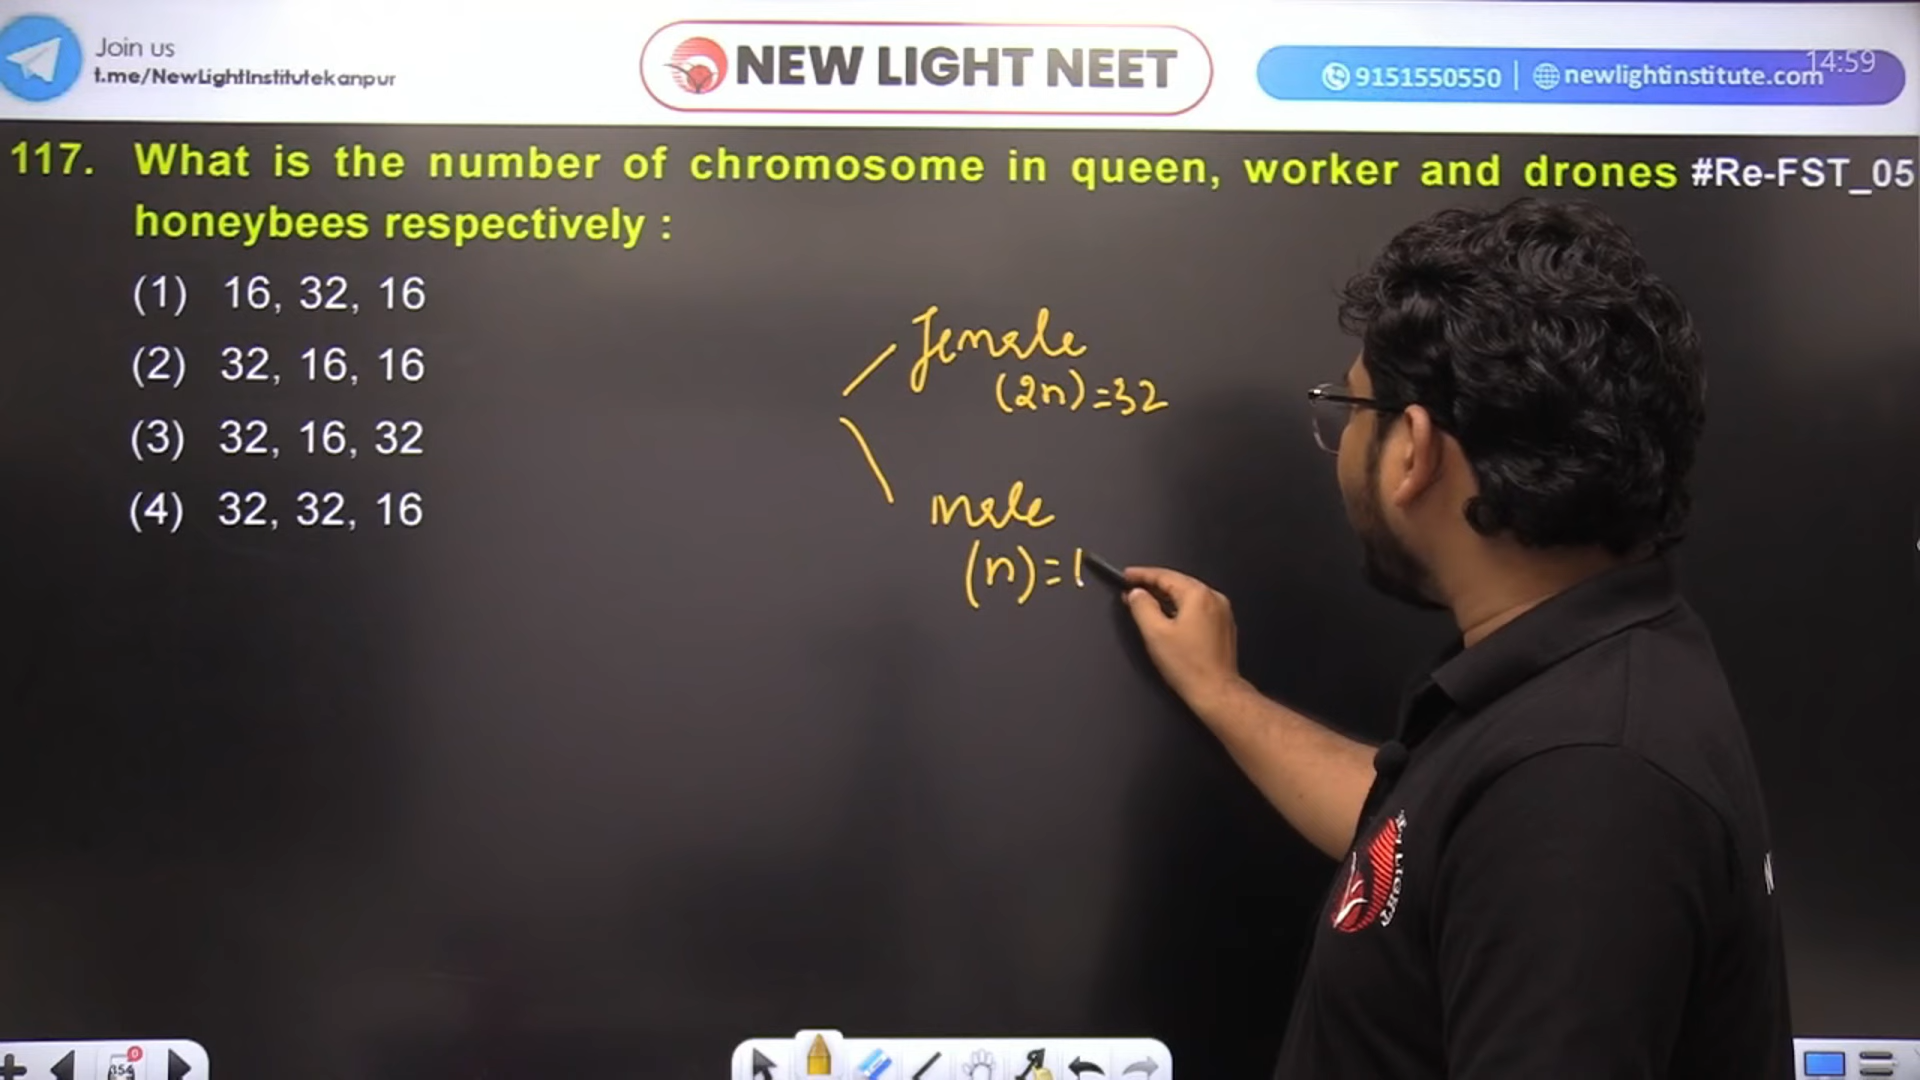 Join us
t.me/NewLightInstitutekanpur
NEW LIGHT NEET
9151550550 | newlightinstitute.com
14:59
117. What is the number of chromosome in queen, worker and drones #Re-FST_05
honeybees respectively :
(1) 16, 32, 16
(2) 32, 16, 16
(3) 32, 16, 32
(4) 32, 32, 16
female
(2n)=32
male
(n)=1
354
0